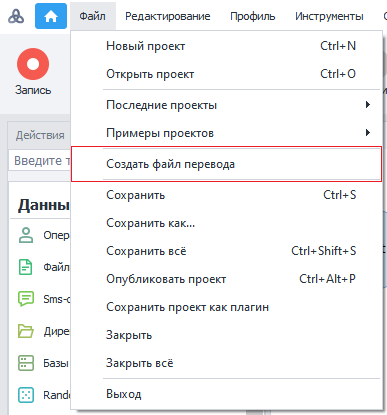 Файл Редактирование Профиль Инструменты
Запись
Новый проект Ctrl+N
Открыть проект Ctrl+O
Последние проекты
Примеры проектов
Создать файл перевода
Сохранить Ctrl+S
Сохранить как...
Сохранить всё Ctrl+Shift+S
Опубликовать проект Ctrl+Alt+P
Сохранить проект как плагин
Закрыть
Закрыть всё
Выход
Действия
Введите т
Данны
Опер
Файл
Sms-
Дире
Базы
Rando